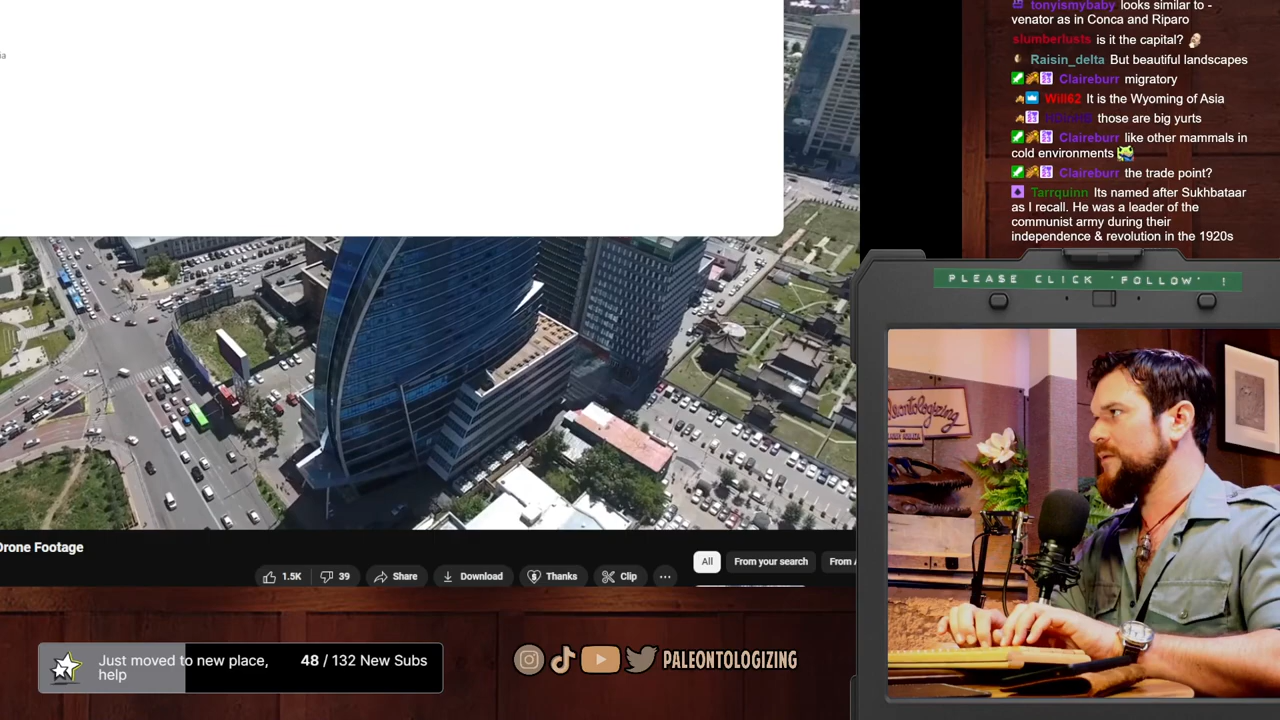 ia
Drone Footage
1.5K
39
Share
Download
Thanks
Clip
All
From your search
From
tonyismybaby looks similar to -
venator as in Conca and Riparo
slumberlusts is it the capital?
Raisin_delta But beautiful landscapes
Claireburr migratory
Will62 It is the Wyoming of Asia
those are big yurts
Claireburr like other mammals in
cold environments
Claireburr the trade point?
Tarrquinn Its named after Sukhbataar
as I recall. He was a leader of the
communist army during their
independence & revolution in the 1920s
PLEASE CLICK "FOLLOW" !
Just moved to new place,
help
48 / 132 New Subs
PALEONTOLOGIZING